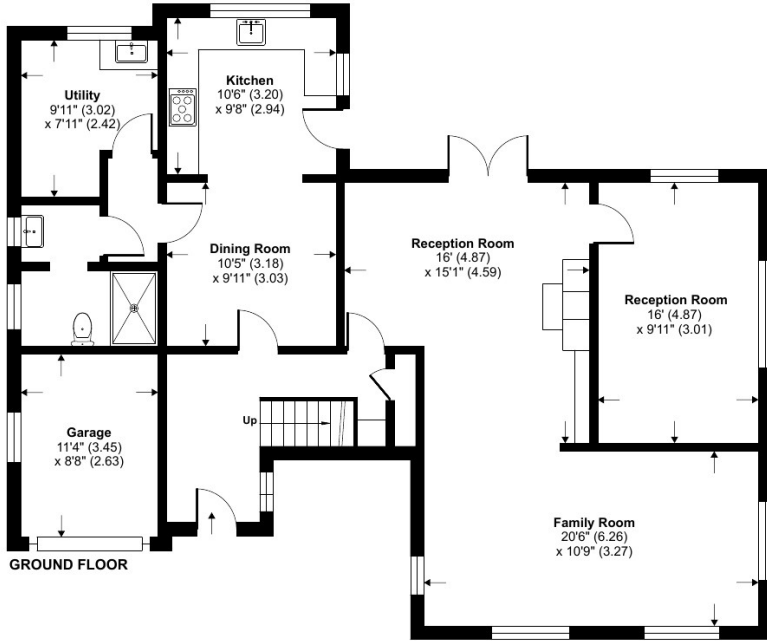 Utility
9'11" (3.02)
x 7'11" (2.42)
Kitchen
10'6" (3.20)
x 9'8" (2.94)
Dining Room
10'5" (3.18)
x 9'11" (3.03)
Reception Room
16' (4.87)
x 15'1" (4.59)
Reception Room
16' (4.87)
x 9'11" (3.01)
Garage
11'4" (3.45)
x 8'8" (2.63)
Up
Family Room
20'6" (6.26)
x 10'9" (3.27)
GROUND FLOOR